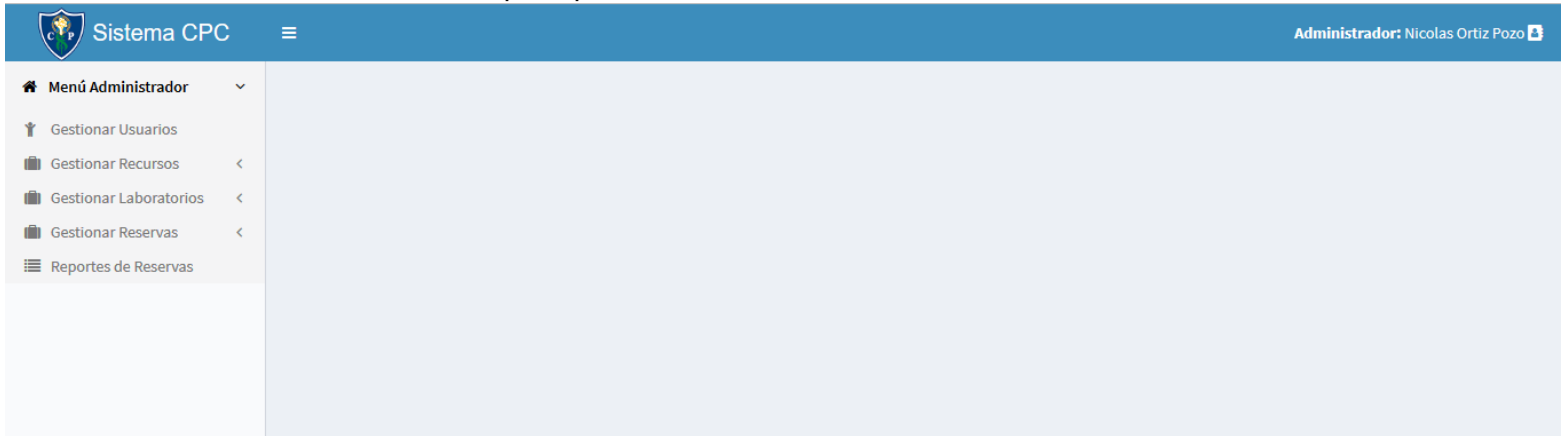 Sistema CPC
Administrador: Nicolas Ortiz Pozo
Menú Administrador
Gestionar Usuarios
Gestionar Recursos
Gestionar Laboratorios
Gestionar Reservas
Reportes de Reservas